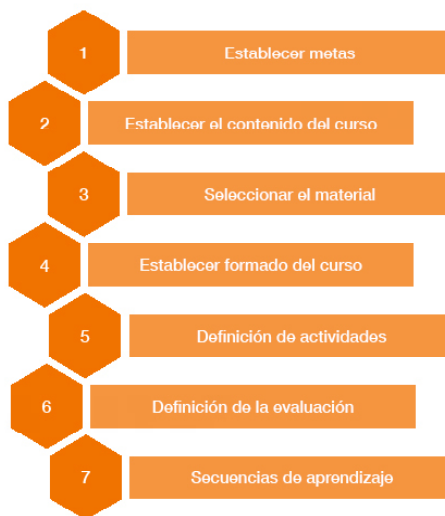 1 Establecer metas
2 Establecer el contenido del curso
3 Seleccionar el material
4 Establecer formado del curso
5 Definición de actividades
6 Definición de la evaluación
7 Secuencias de aprendizaje